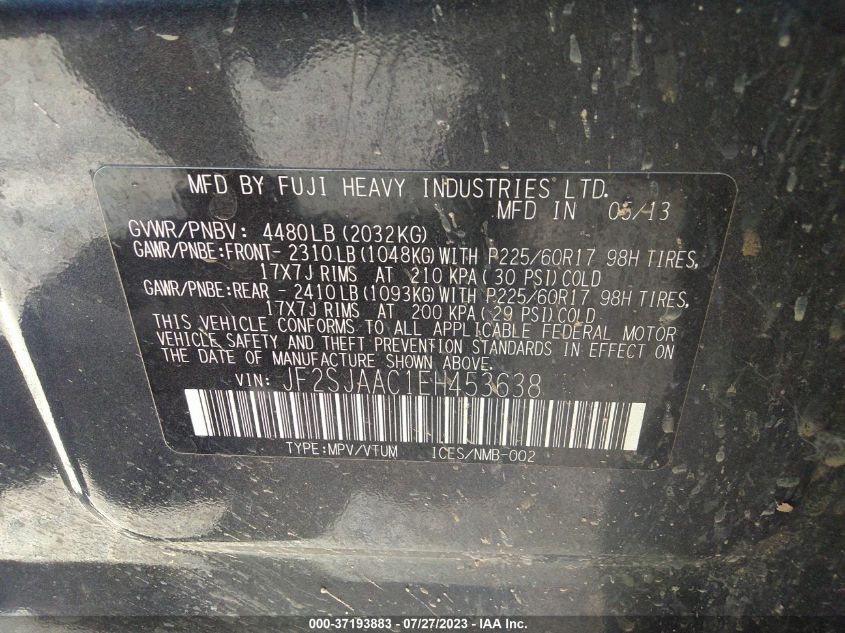 MFD BY FUJI HEAVY INDUSTRIES LTD.
MFD IN 05/13
GVWR/PNBV: 4480LB (2032KG)
GAWR/PNBE:FRONT- 2310LB (1048KG) WITH P225/60R17 98H TIRES,
17X7J RIMS AT 210 KPA (30 PSI) COLD
GAWR/PNBE:REAR - 2410LB (1093KG) WITH P225/60R17 98H TIRES,
17X7J RIMS AT 200 KPA (29 PSI) COLD
THIS VEHICLE CONFORMS TO ALL APPLICABLE FEDERAL MOTOR
VEHICLE SAFETY AND THEFT PREVENTION STANDARDS IN EFFECT ON
THE DATE OF MANUFACTURE SHOWN ABOVE.
VIN: JF2SJAAC1EH453638
TYPE:MPV/VTUM ICES/NMB-002
000-37193883 - 07/27/2023 - IAA, Inc.